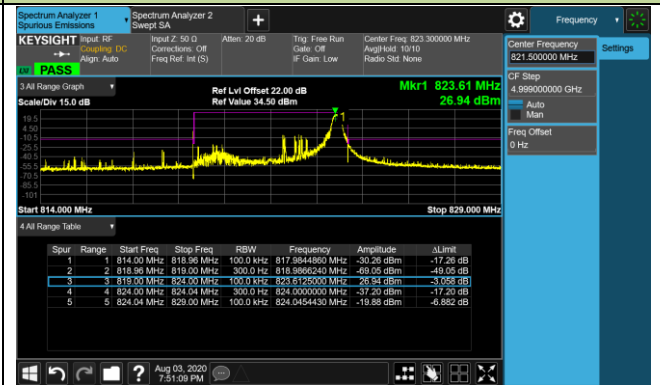 Spectrum Analyzer 1
Spurious Emissions
Spectrum Analyzer 2
Swept SA
Frequency
KEYSIGHT
Input: RF
Coupling: DC
Align: Auto
Input Z: 50 Ω
Corrections: Off
Freq Ref: Int (S)
Atten: 20 dB
Trig: Free Run
Gate: Off
IF Gain: Low
Center Freq: 823.300000 MHz
Avg|Hold: 10/10
Radio Std: None
PASS
Center Frequency
821.500000 MHz
Settings
CF Step
4.999000000 GHz
Auto
Man
Freq Offset
0 Hz
3 All Range Graph
Scale/Div 15.0 dB
Ref Lvl Offset 22.00 dB
Ref Value 34.50 dBm
Mkr1 823.61 MHz
26.94 dBm
1
19.5
4.50
-10.5
-25.5
-40.5
-55.5
-70.5
-85.5
-101
Start 814.000 MHz
Stop 829.000 MHz
4 All Range Table
Spur Range Start Freq Stop Freq RBW Frequency Amplitude ΔLimit
1 1 814.00 MHz 818.96 MHz 100.0 kHz 817.9844860 MHz -30.26 dBm -17.26 dB
2 2 818.96 MHz 819.00 MHz 300.0 Hz 818.9866240 MHz -69.05 dBm -49.05 dB
3 3 819.00 MHz 824.00 MHz 100.0 kHz 823.6125000 MHz 26.94 dBm -3.058 dB
4 4 824.00 MHz 824.04 MHz 300.0 Hz 824.0000000 MHz -37.20 dBm -17.20 dB
5 5 824.04 MHz 829.00 MHz 100.0 kHz 824.0454430 MHz -19.88 dBm -6.882 dB
Aug 03, 2020
7:51:09 PM